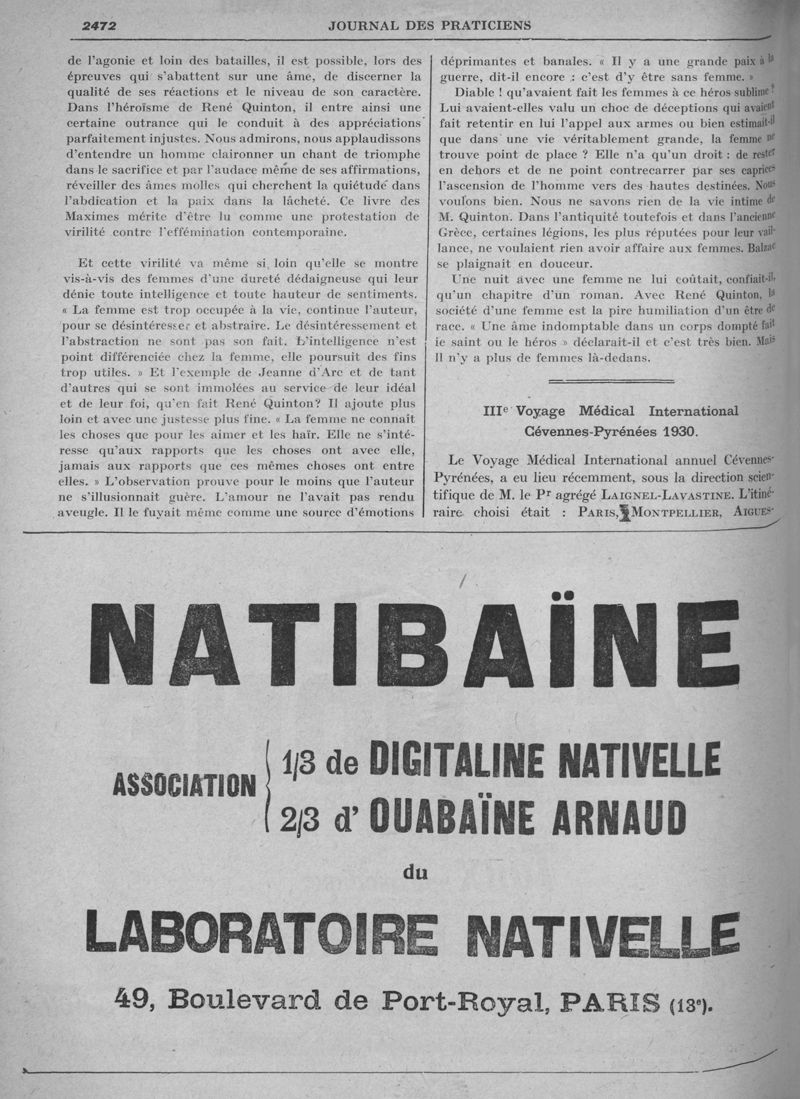 2472
JOURNAL DES PRATICIENS
de l'agonie et loin des batailles, il est possible, lors des
épreuves qui s'abattent sur une âme, de discerner la
qualité de ses réactions et le niveau de son caractère.
Dans l'héroïsme de René Quinton, il entre ainsi une
certaine outrance qui le conduit à des appréciations
parfaitement injustes. Nous admirons, nous applaudissons
d'entendre un homme claironner un chant de triomphe
dans le sacrifice et par l'audace même de ses affirmations,
réveiller des âmes molles qui cherchent la quiétude dans
l'abdication et la paix dans la lâcheté. Ce livre des
Maximes mérite d'être lu comme une protestation de
virilité contre l'effémination contemporaine.
Et cette virilité va même si loin qu'elle se montre
vis-à-vis des femmes d'une dureté dédaigneuse qui leur
dénie toute intelligence et toute hauteur de sentiments.
« La femme est trop occupée à la vie, continue l'auteur,
pour se désintéresser et abstraire. Le désintéressement et
l'abstraction ne sont pas son fait. L'intelligence n'est
point différenciée chez la femme, elle poursuit des fins
trop utiles. » Et l'exemple de Jeanne d'Arc et de tant
d'autres qui se sont immolées au service de leur idéal
et de leur foi, qu'en fait René Quinton? Il ajoute plus
loin et avec une justesse plus fine. « La femme ne connaît
les choses que pour les aimer et les haïr. Elle ne s'inté-
resse qu'aux rapports que les choses ont avec elle,
jamais aux rapports que ces mêmes choses ont entre
elles. » L'observation prouve pour le moins que l'auteur
ne s'illusionnait guère. L'amour ne l'avait pas rendu
aveugle. Il le fuyait même comme une source d'émotions
déprimantes et banales. « Il y a une grande paix à la
guerre, dit-il encore : c'est d'y être sans femme. »
Diable ! qu'avaient fait les femmes à ce héros sublime ?
Lui avaient-elles valu un choc de déceptions qui avaient
fait retentir en lui l'appel aux armes ou bien estimait-il
que dans une vie véritablement grande, la femme ne
trouve point de place ? Elle n'a qu'un droit : de rester
en dehors et de ne point contrecarrer par ses caprices
l'ascension de l'homme vers des hautes destinées. Nous
voulons bien. Nous ne savons rien de la vie intime de
M. Quinton. Dans l'antiquité toutefois et dans l'ancienne
Grèce, certaines légions, les plus réputées pour leur vail-
lance, ne voulaient rien avoir affaire aux femmes. Balzac
se plaignait en douceur.
Une nuit avec une femme ne lui coûtait, confiait-il,
qu'un chapitre d'un roman. Avec René Quinton, la
société d'une femme est la pire humiliation d'un être de
race. « Une âme indomptable dans un corps dompté fait
le saint ou le héros » déclarait-il et c'est très bien. Mais
Il n'y a plus de femmes là-dedans.
IIIe Voyage Médical International
Cévennes-Pyrénées 1930.
Le Voyage Médical International annuel Cévennes-
Pyrénées, a eu lieu récemment, sous la direction scien-
tifique de M. le Pr agrégé LAIGNEL-LAVASTINE. L'itiné-
raire choisi était : PARIS, MONTPELLIER, AIGUES-
NATIBAÏNE
ASSOCIATION
1/3 de DIGITALINE NATIVELLE
2/3 d' OUABAÏNE ARNAUD
du
LABORATOIRE NATIVELLE
49, Boulevard de Port-Royal, PARIS (13e).